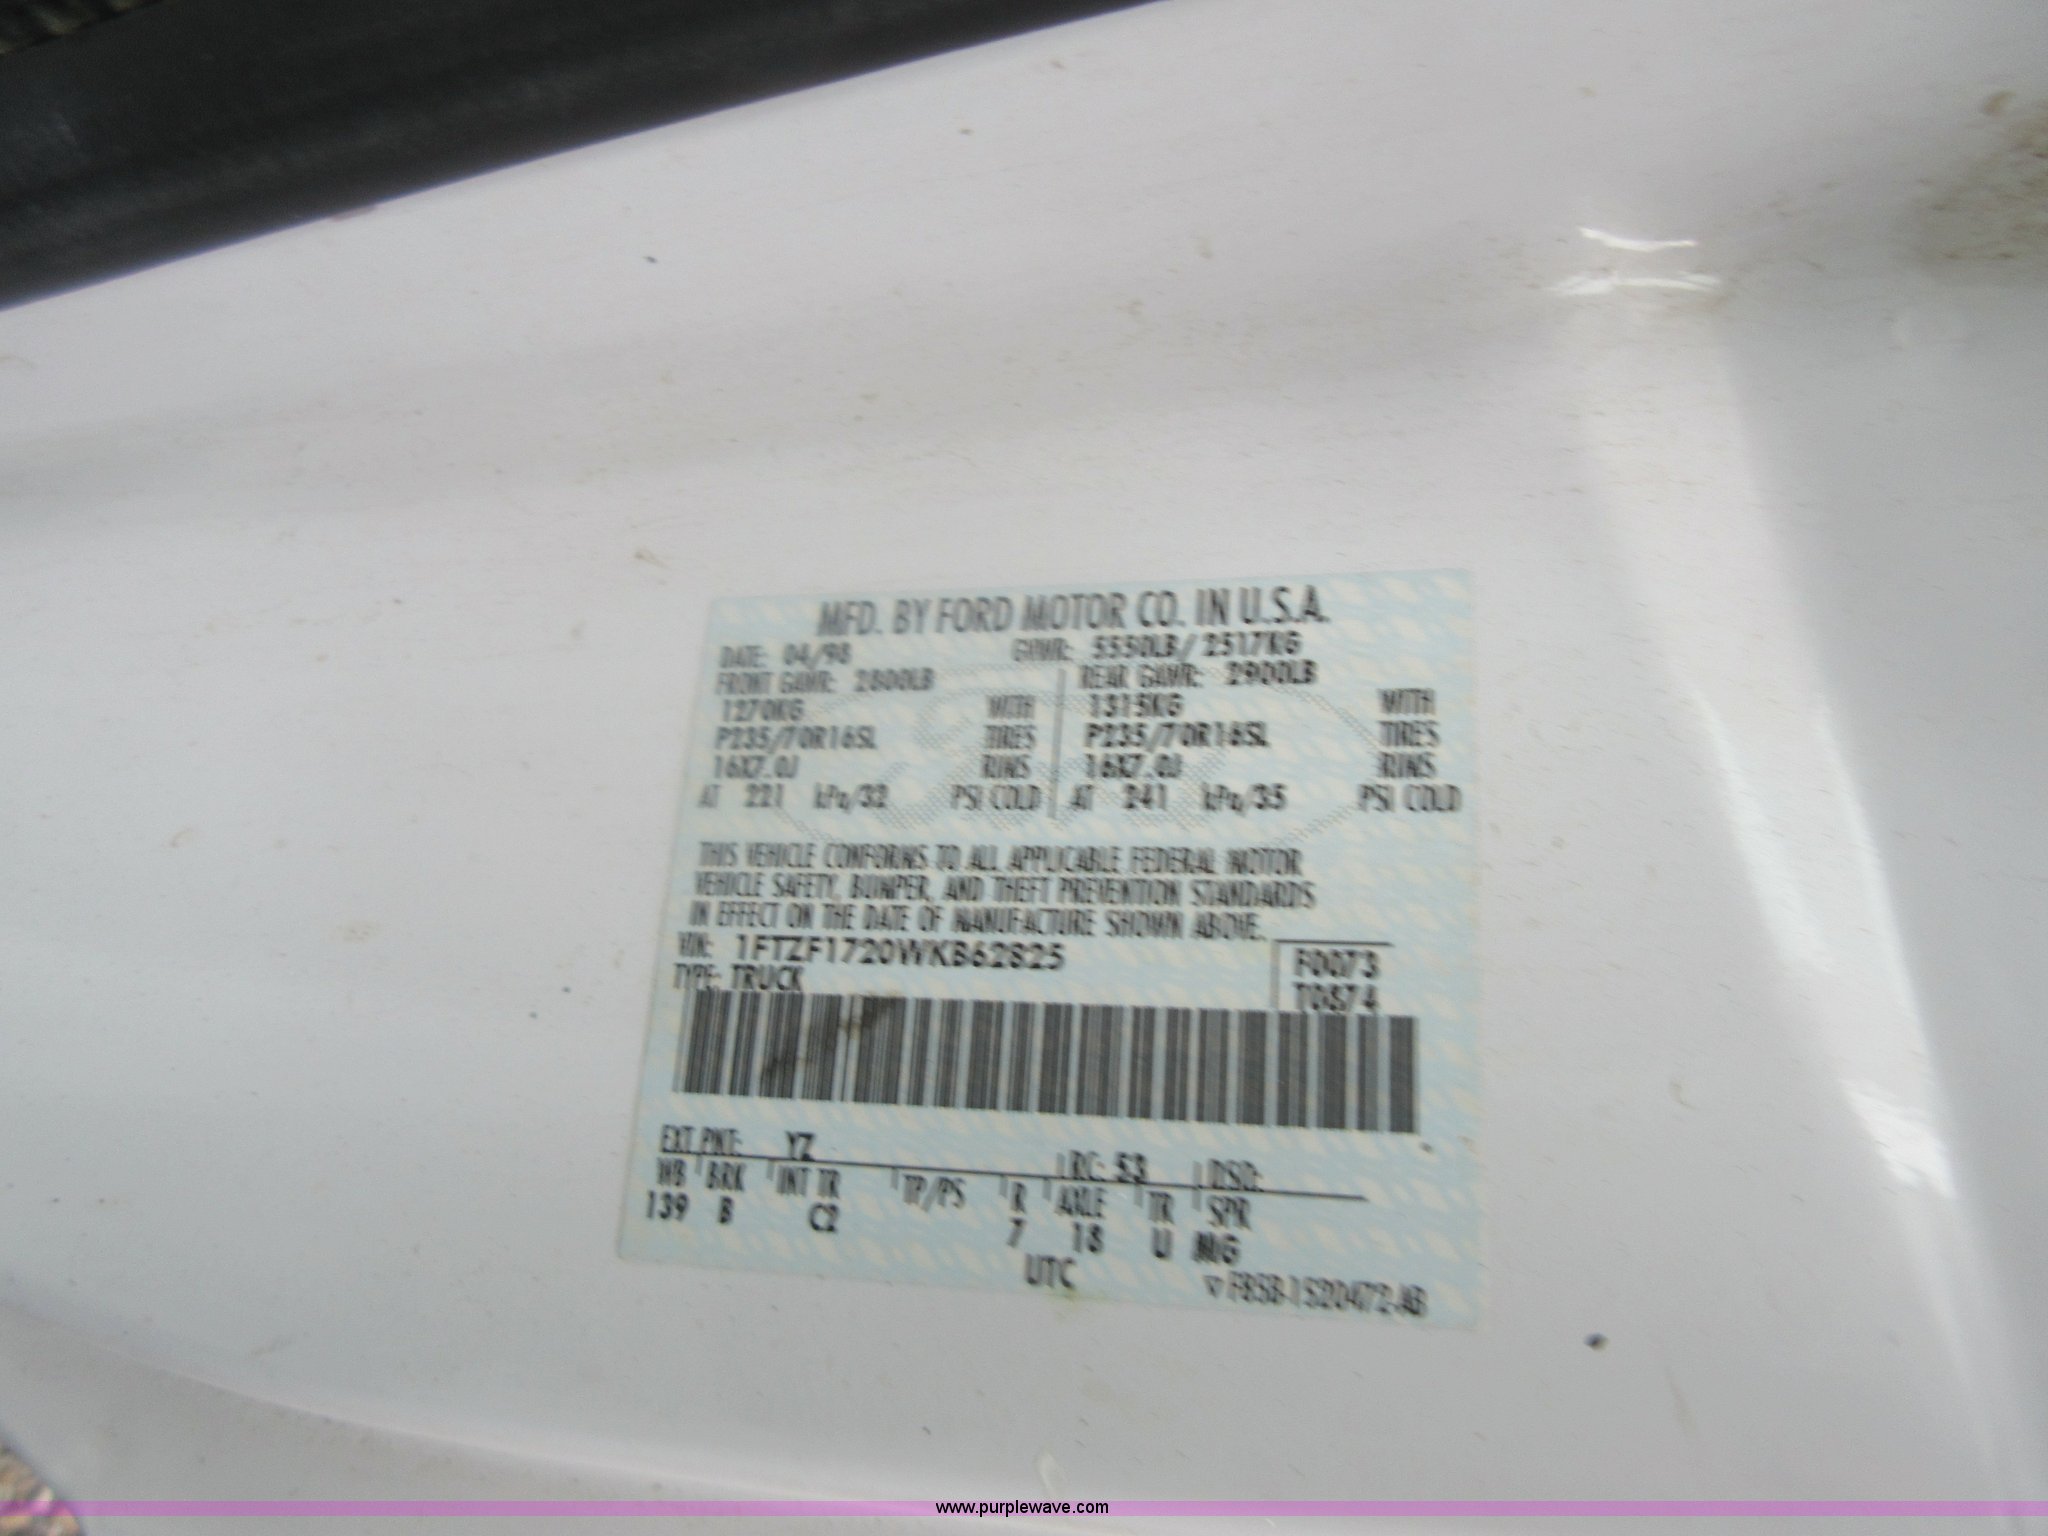 MFD. BY FORD MOTOR CO. IN U.S.A.
DATE: 04/98 GVWR: 5550LB/ 2517KG
FRONT GAWR: 2800LB REAR GAWR: 2900LB
1270KG WITH 1315KG WITH
P235/70R16SL TIRES P235/70R16SL TIRES
16X7.0J RIMS 16X7.0J RIMS
AT 221 kPa/32 PSI COLD AT 241 kPa/35 PSI COLD
THIS VEHICLE CONFORMS TO ALL APPLICABLE FEDERAL MOTOR
VEHICLE SAFETY, BUMPER, AND THEFT PREVENTION STANDARDS
IN EFFECT ON THE DATE OF MANUFACTURE SHOWN ABOVE.
VIN: 1FTZF1720WKB62825
TYPE: TRUCK
F0073
T0874
EXT PNT: YZ RC: 53 DSO:
WB BRK INT TR TP/PS R AXLE TR SPR
139 B C2 7 18 U MG
UTC
F85B-1520472-AB
www.purplewave.com